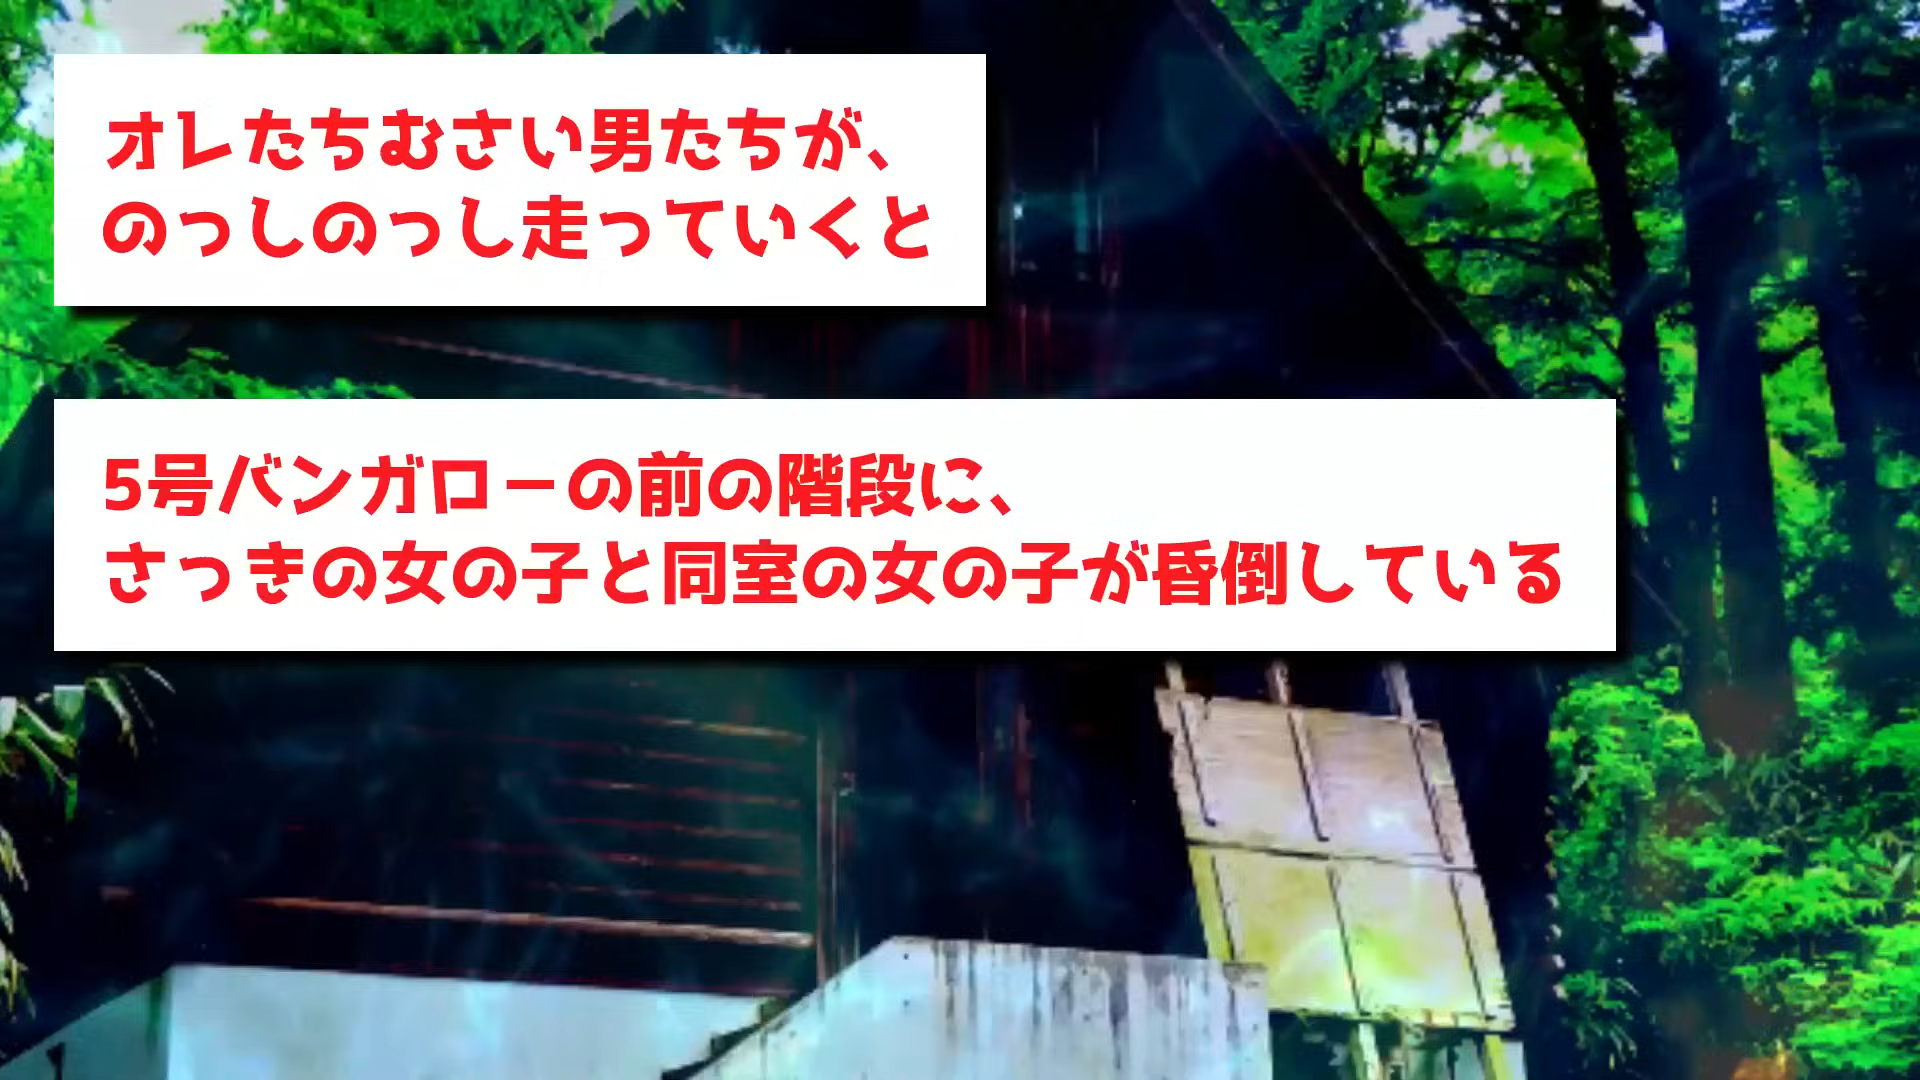 オレたちむさい男たちが、
のっしのっし走っていくと
5号バンガローの前の階段に、
さっきの女の子と同室の女の子が昏倒している